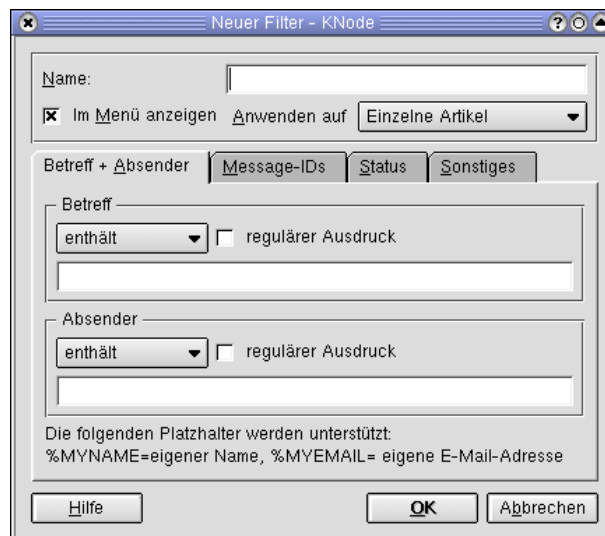 Neuer Filter - KNode
Name:
Im Menü anzeigen Anwenden auf Einzelne Artikel
Betreff + Absender Message-IDs Status Sonstiges
Betreff
enthält regulärer Ausdruck
Absender
enthält regulärer Ausdruck
Die folgenden Platzhalter werden unterstützt:
%MYNAME=eigener Name, %MYEMAIL= eigene E-Mail-Adresse
Hilfe OK Abbrechen